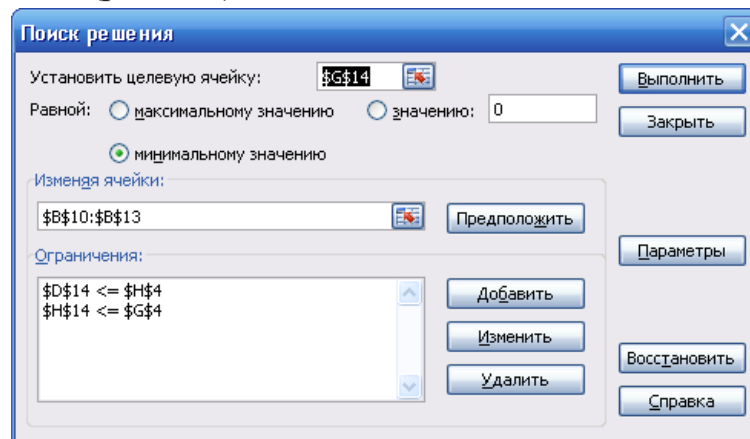 Поиск решения
Установить целевую ячейку: $G$14
Выполнить
Равной: максимальному значению значению: 0
Закрыть
минимальному значению
Изменяя ячейки:
$B$10:$B$13
Предположить
Параметры
Ограничения:
$D$14 <= $H$4
$H$14 <= $G$4
Добавить
Изменить
Удалить
Восстановить
Справка